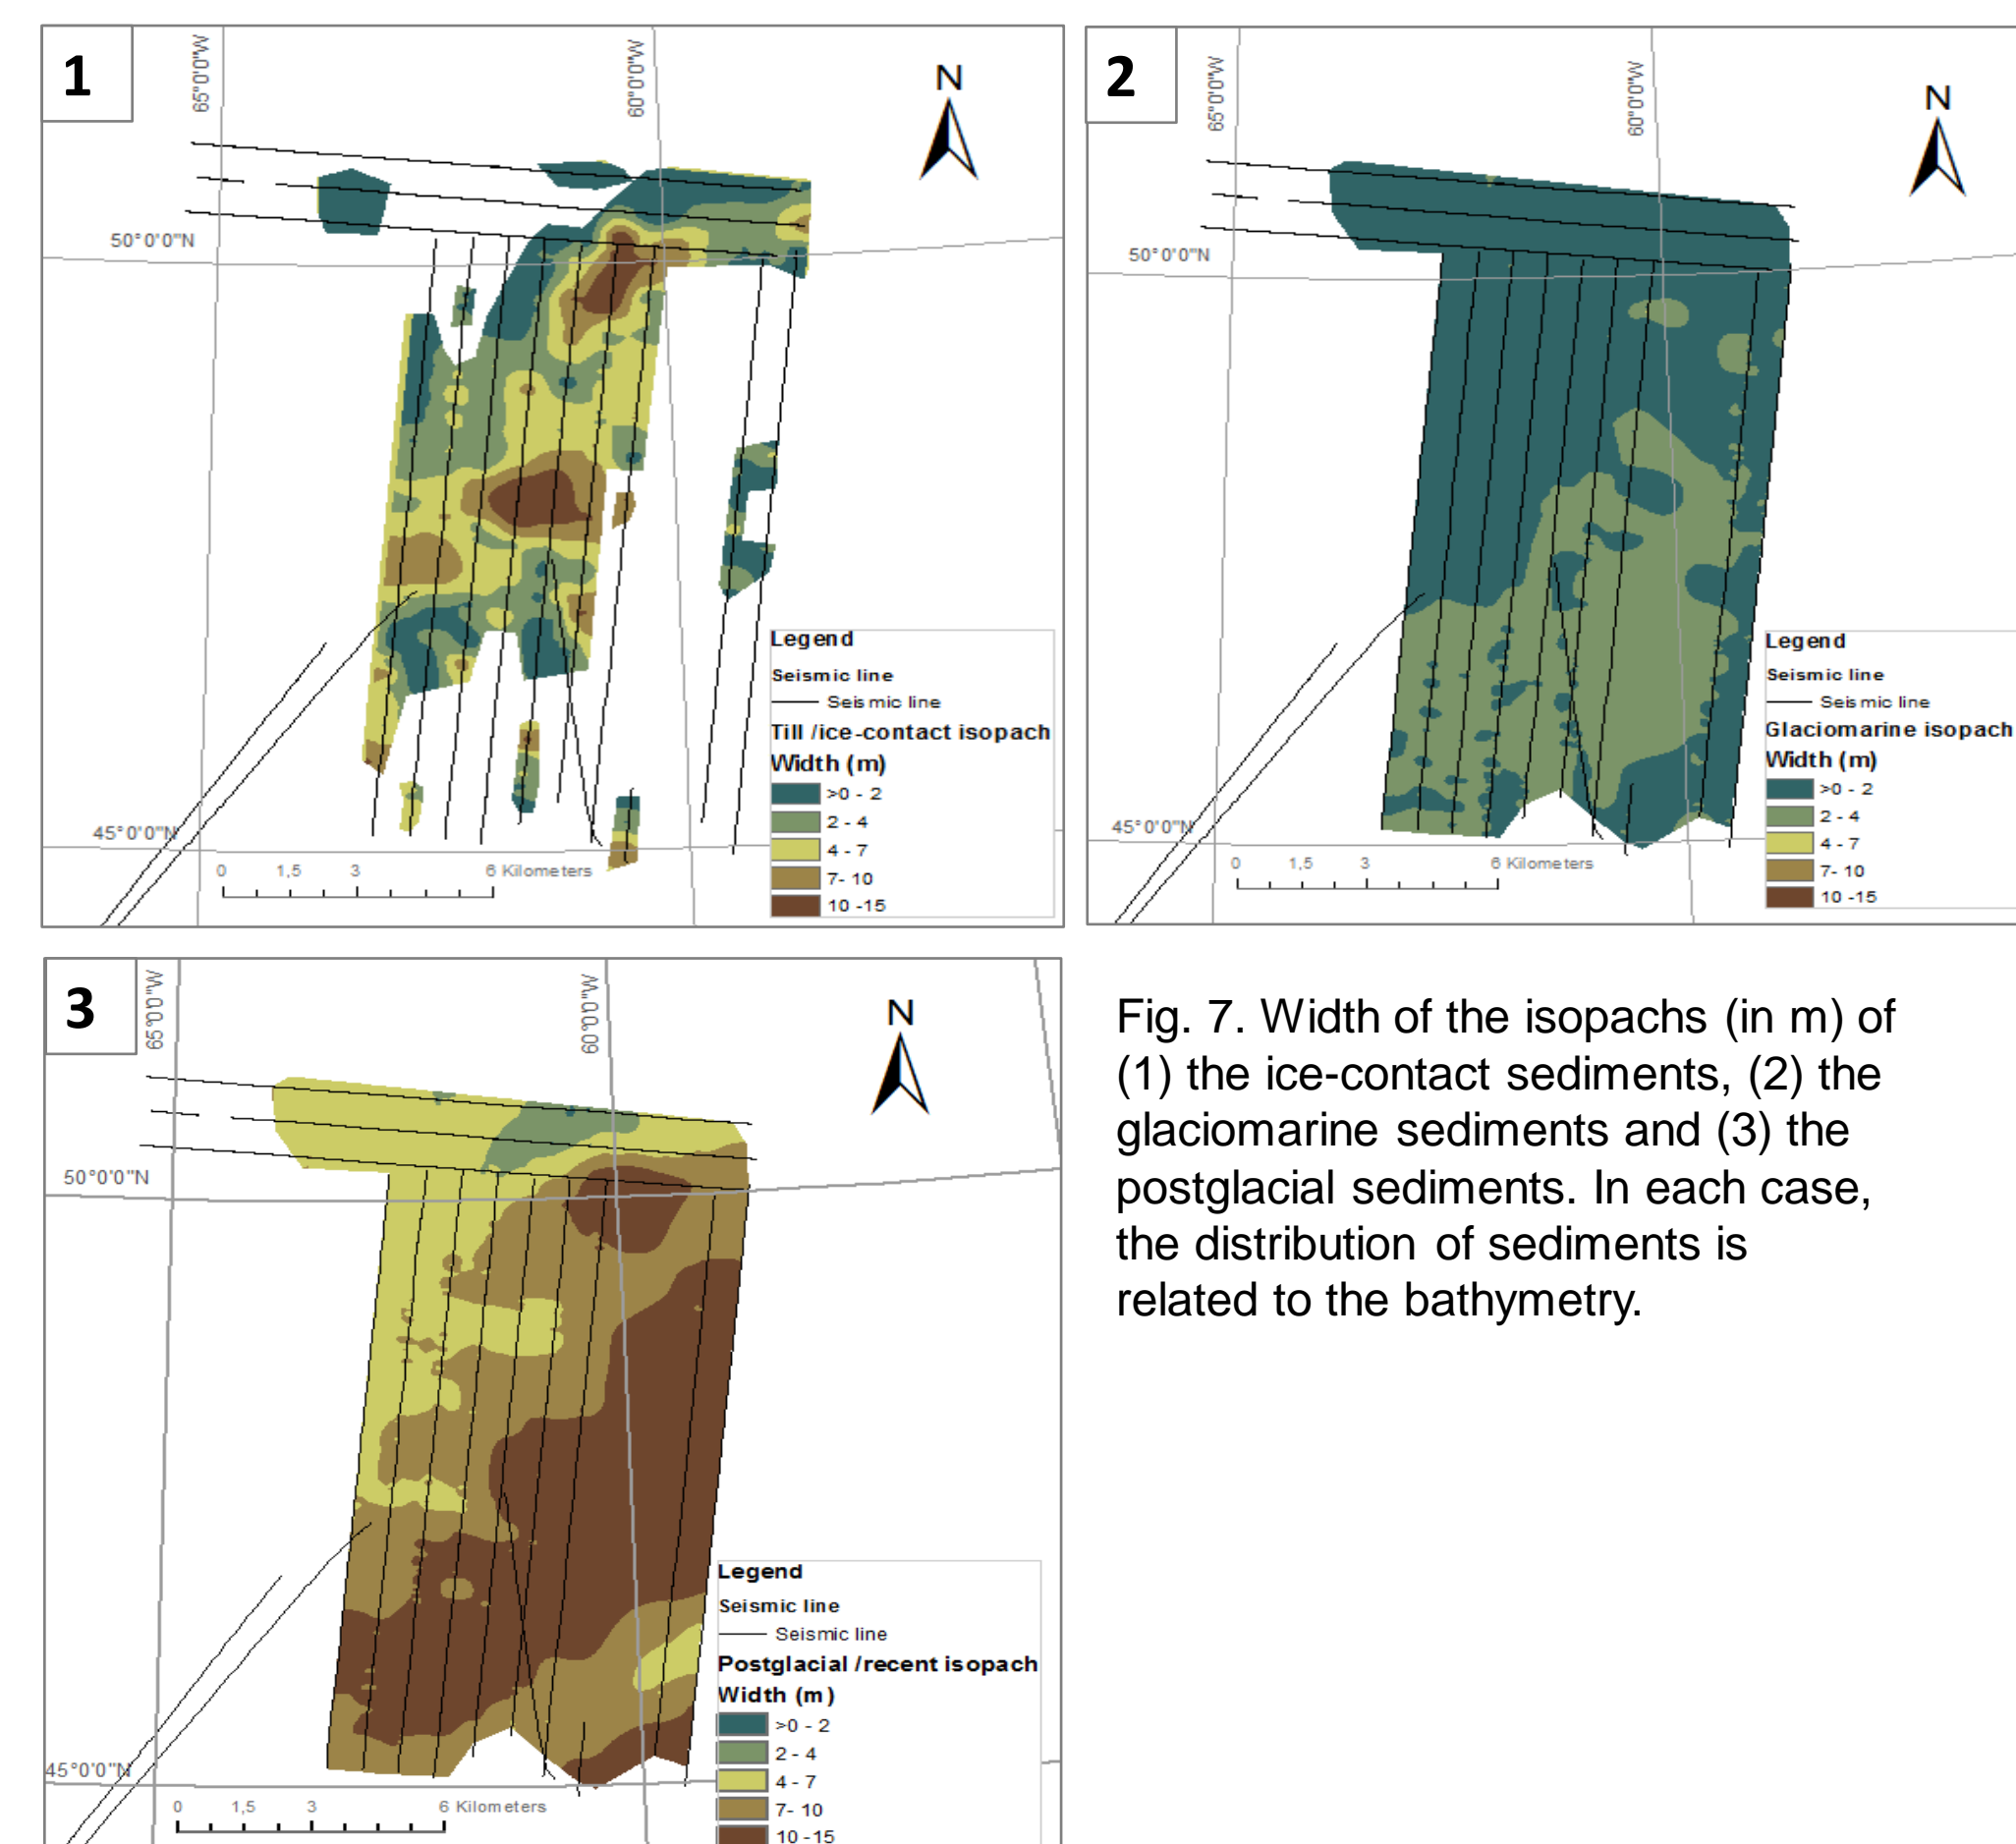 1
65°0'0"W
60°0'0"W
N
50°0'0"N
Legend
Seismic line
Seismic line
Till /ice-contact isopach
Width (m)
>0 - 2
2 - 4
4 - 7
7- 10
10 -15
45°0'0"N
0 1,5 3 6 Kilometers
2
65°0'0"W
60°0'0"W
N
50°0'0"N
Legend
Seismic line
Seismic line
Glaciomarine isopach
Width (m)
>0 - 2
2 - 4
4 - 7
7- 10
10 -15
45°0'0"N
0 1,5 3 6 Kilometers
3
65°0'0"W
60°0'0"W
N
50°0'0"N
Legend
Seismic line
Seismic line
Postglacial /recent isopach
Width (m)
>0 - 2
2 - 4
4 - 7
7- 10
10 -15
45°0'0"N
0 1,5 3 6 Kilometers
Fig. 7. Width of the isopachs (in m) of
(1) the ice-contact sediments, (2) the
glaciomarine sediments and (3) the
postglacial sediments. In each case,
the distribution of sediments is
related to the bathymetry.